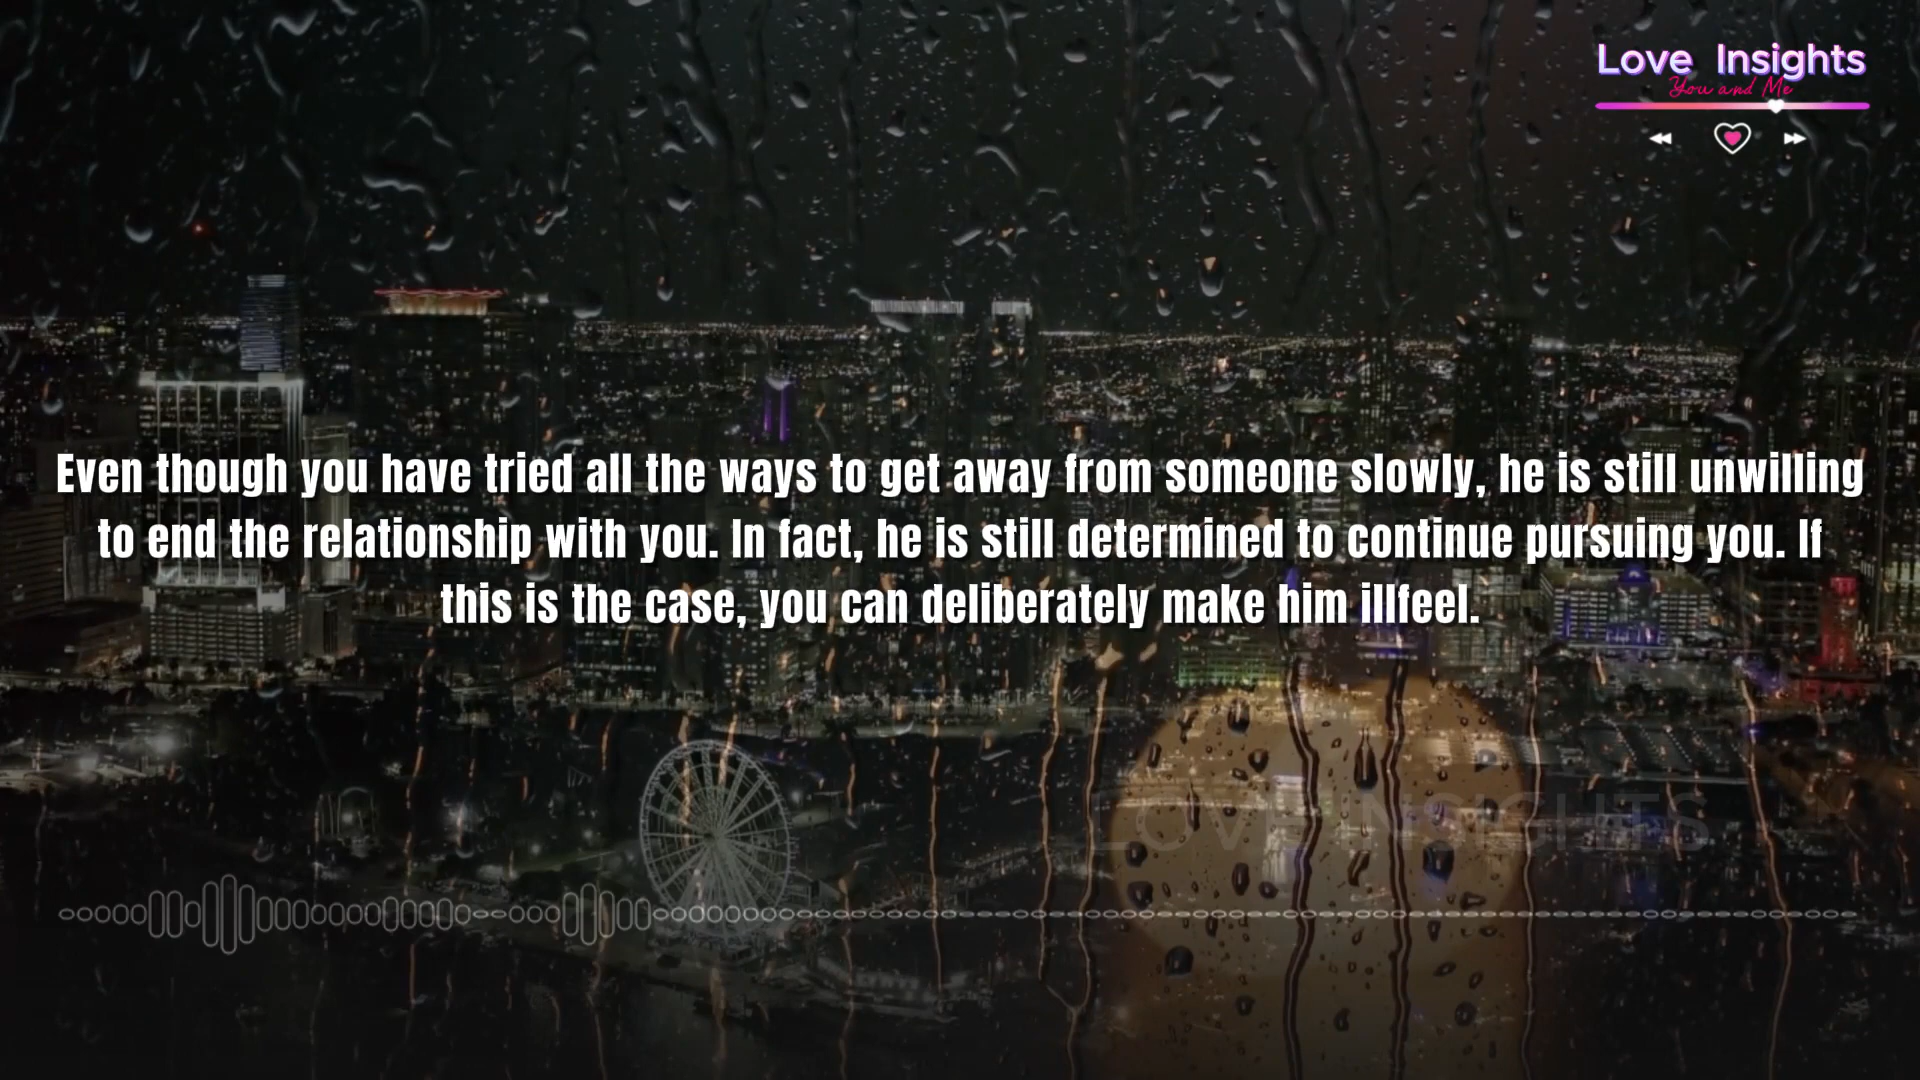 Love Insights
You and Me
Even though you have tried all the ways to get away from someone slowly, he is still unwilling
to end the relationship with you. In fact, he is still determined to continue pursuing you. If
this is the case, you can deliberately make him illfeel.
LOVE INSIGHTS